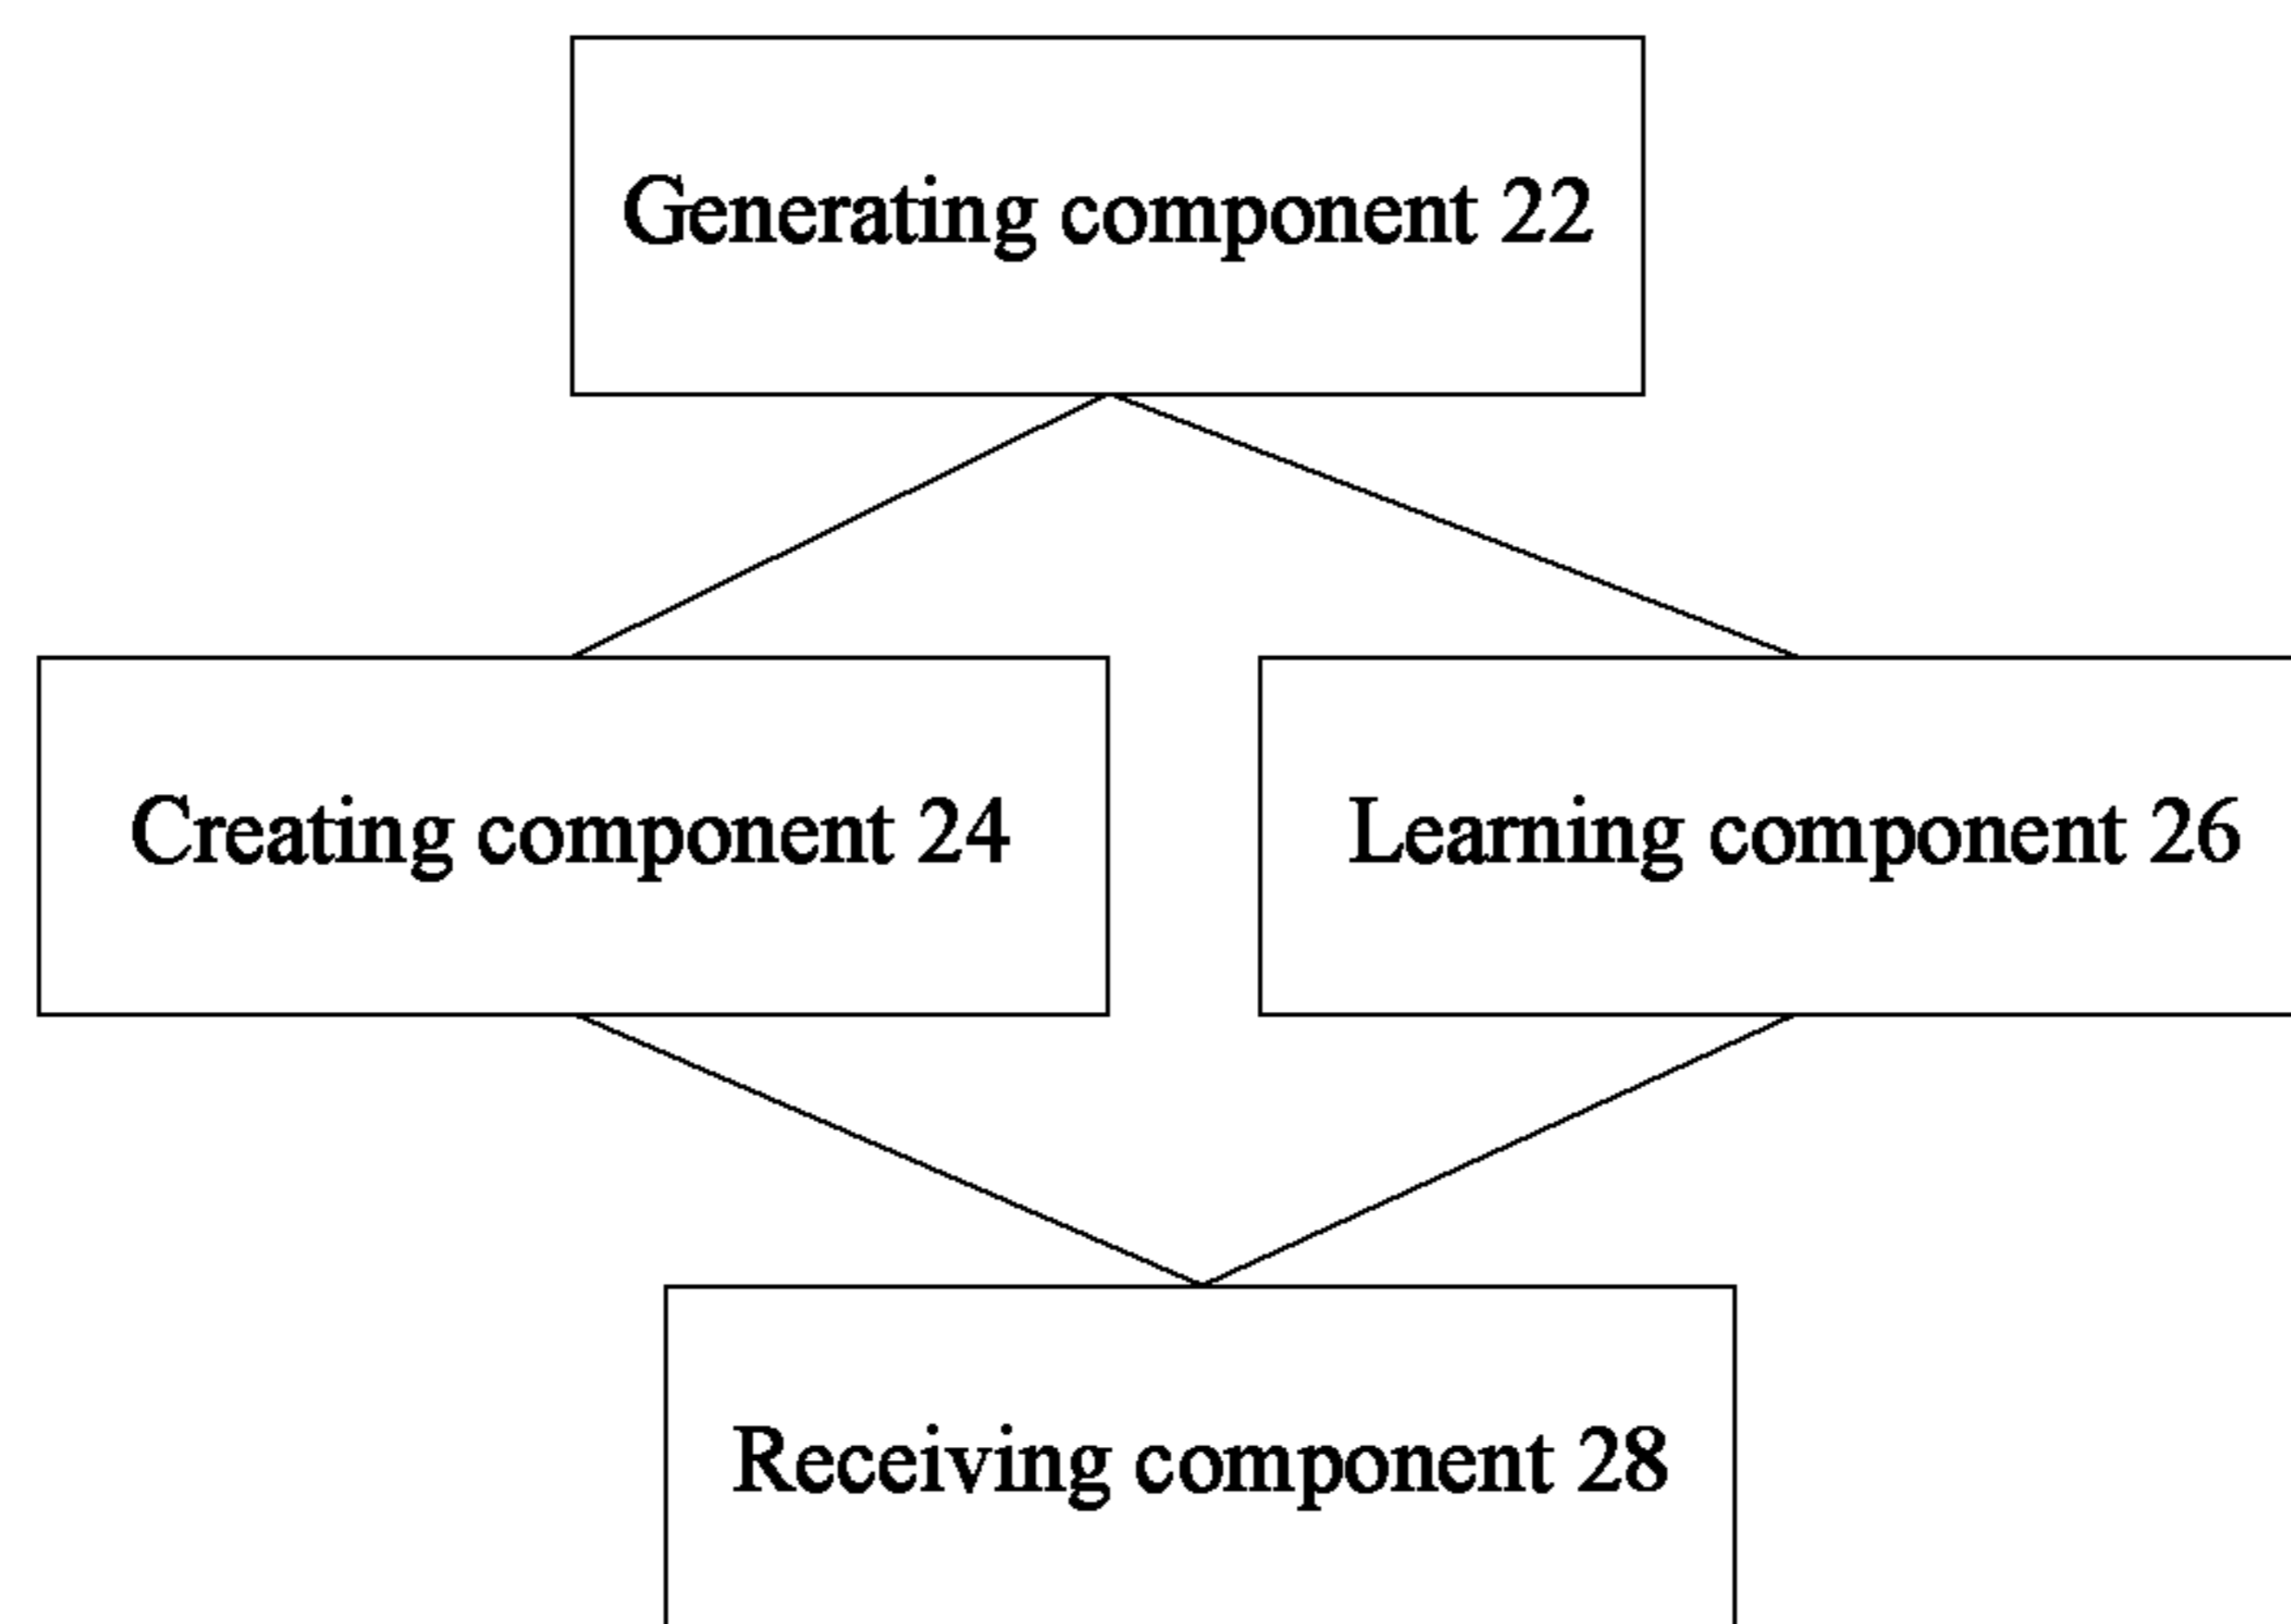 Generating component 22
Creating component 24
Learning component 26
Receiving component 28